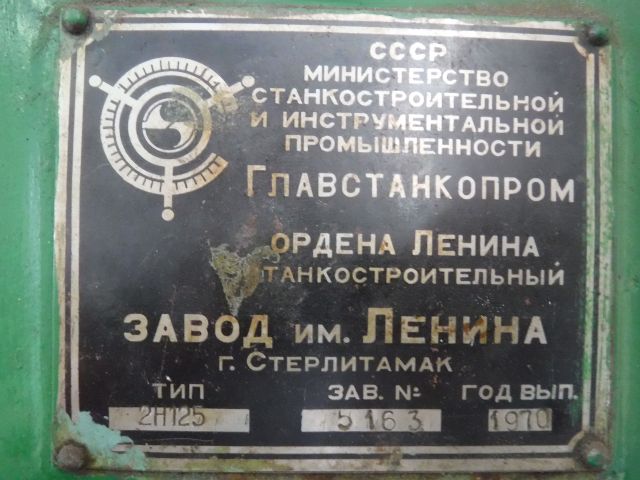 СССР
МИНИСТЕРСТВО
СТАНКОСТРОИТЕЛЬНОЙ
И ИНСТРУМЕНТАЛЬНОЙ
ПРОМЫШЛЕННОСТИ
ГЛАВСТАНКОПРОМ
ОРДЕНА ЛЕНИНА
СТАНКОСТРОИТЕЛЬНЫЙ
ЗАВОД им. ЛЕНИНА
г. СТЕРЛИТАМАК
ТИП ЗАВ. № ГОД ВЫП.
2Н125 5163 1970